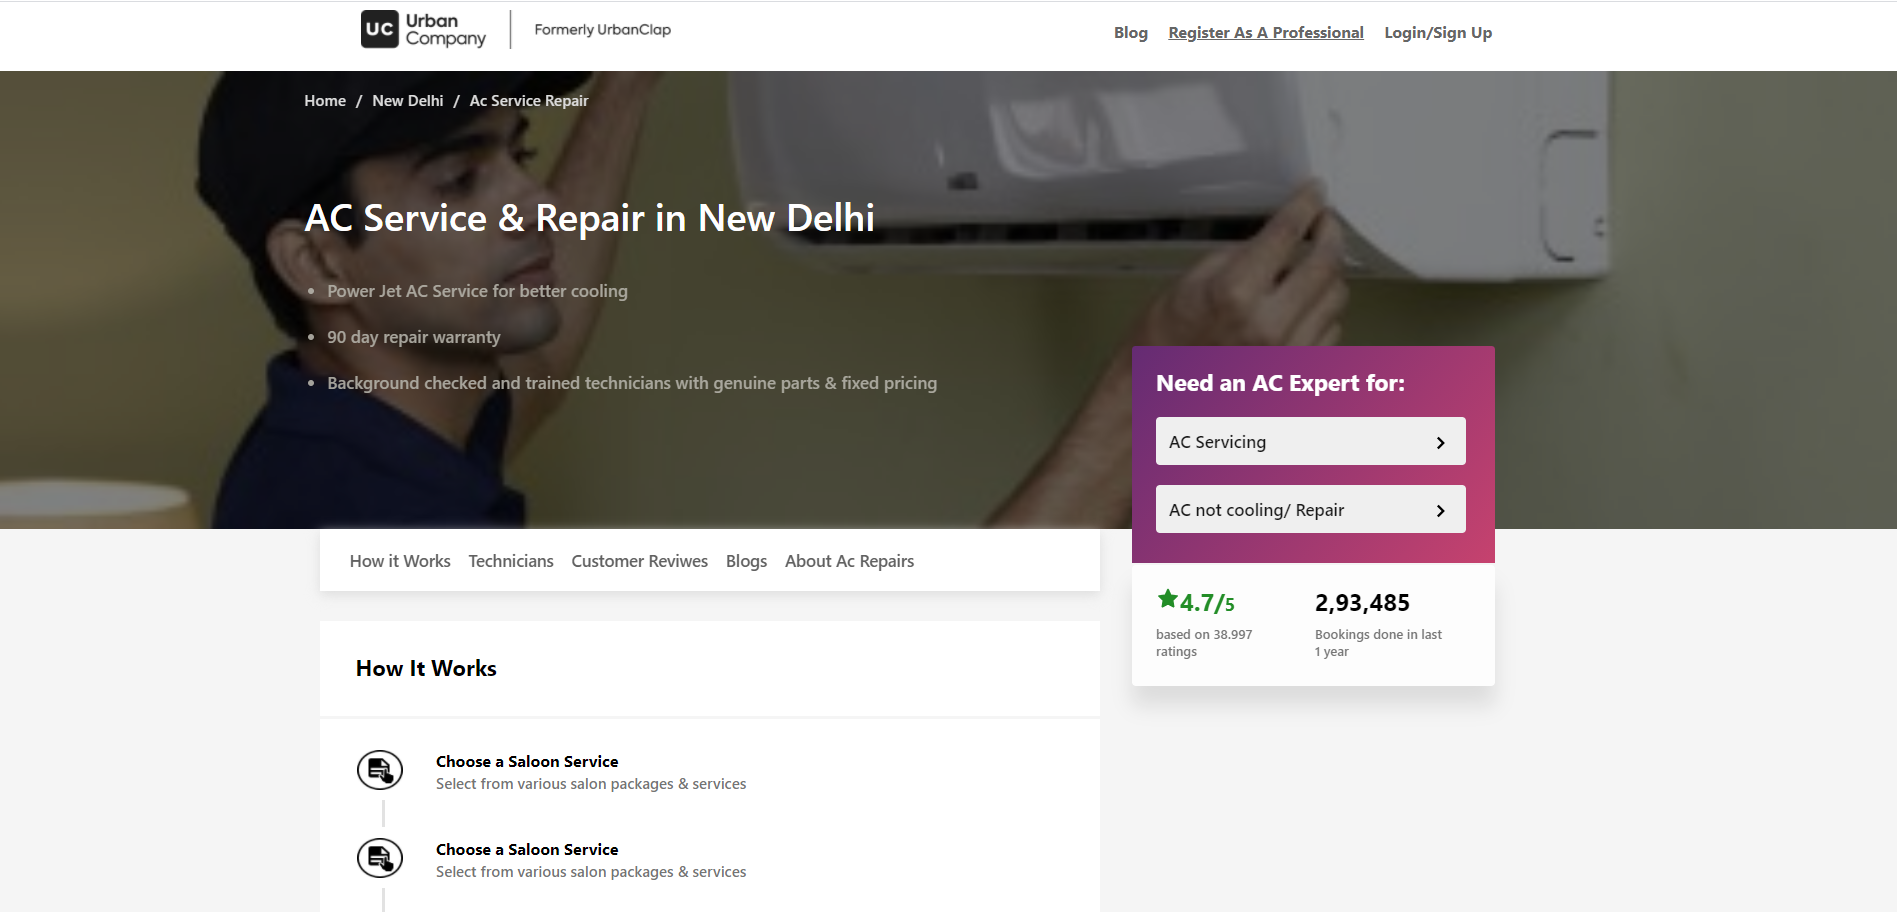 UC Urban Company
Formerly UrbanClap
Blog Register As A Professional Login/Sign Up
Home / New Delhi / Ac Service Repair
AC Service & Repair in New Delhi
• Power Jet AC Service for better cooling
• 90 day repair warranty
• Background checked and trained technicians with genuine parts & fixed pricing
Need an AC Expert for:
AC Servicing
AC not cooling/ Repair
4.7/5
based on 38.997
ratings
2,93,485
Bookings done in last
1 year
How it Works Technicians Customer Reviwes Blogs About Ac Repairs
How It Works
Choose a Saloon Service
Select from various salon packages & services
Choose a Saloon Service
Select from various salon packages & services